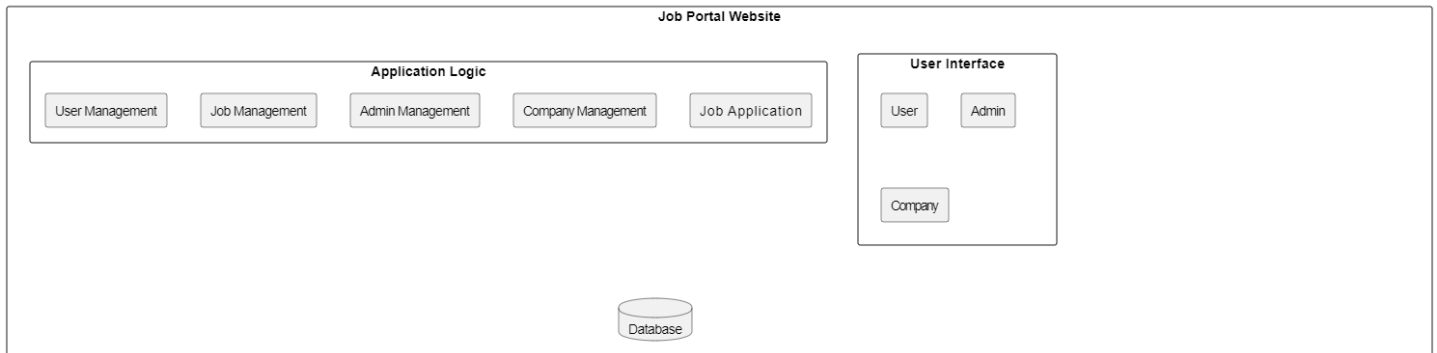 Job Portal Website
Application Logic
User Management
Job Management
Admin Management
Company Management
Job Application
User Interface
User
Admin
Company
Database